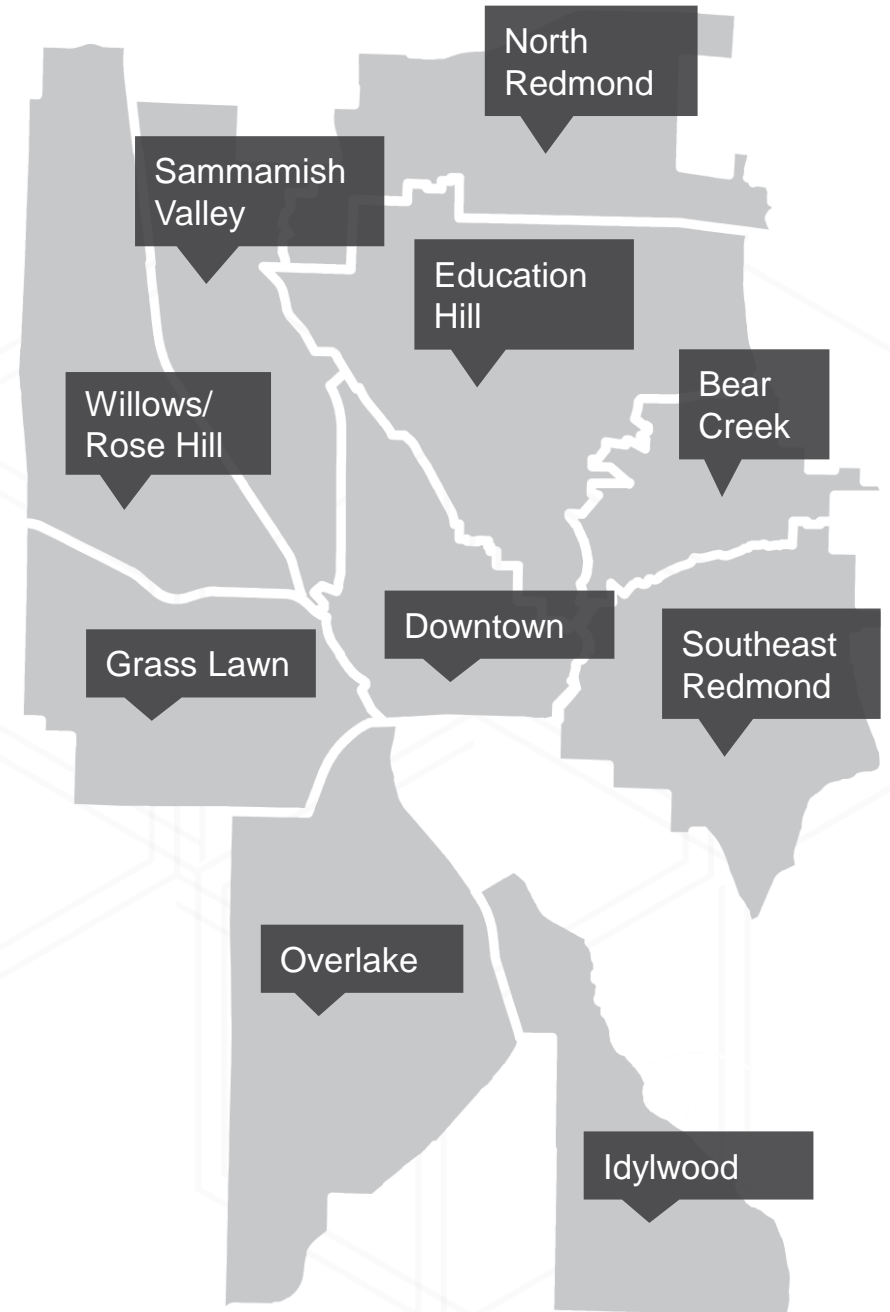 North
Redmond
Sammamish
Valley
Education
Hill
Bear
Creek
Willows/
Rose Hill
Downtown
Grass Lawn
Southeast
Redmond
Overlake
Idylwood